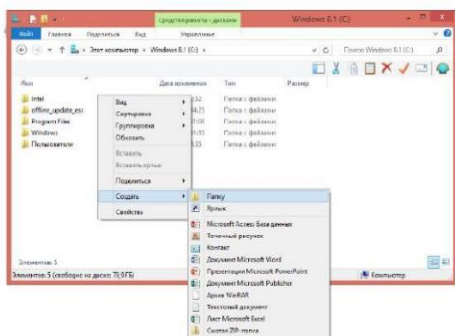 Средства работы с дисками
Windows 8.1 (C:)
Файл Главная Поделиться Вид Управление
Этот компьютер Windows 8.1 (C:)
Поиск: Windows 8.1 (C:)
Имя Дата изменения Тип Размер
Intel Папка с файлами
offline_update_esu Папка с файлами
Program Files Папка с файлами
Windows Папка с файлами
Пользователи Папка с файлами
Вид
Сортировка
Группировка
Обновить
Вставить
Вставить ярлык
Поделиться
Создать
Свойства
Папку
Ярлык
Microsoft Access База данных
Точечный рисунок
Контакт
Документ Microsoft Word
Презентация Microsoft PowerPoint
Документ Microsoft Publisher
Архив WinRAR
Текстовый документ
Лист Microsoft Excel
Сжатая ZIP-папка
Элементов: 5
Элементов: 5 (свободно на диске: 73,9 ГБ)
Компьютер